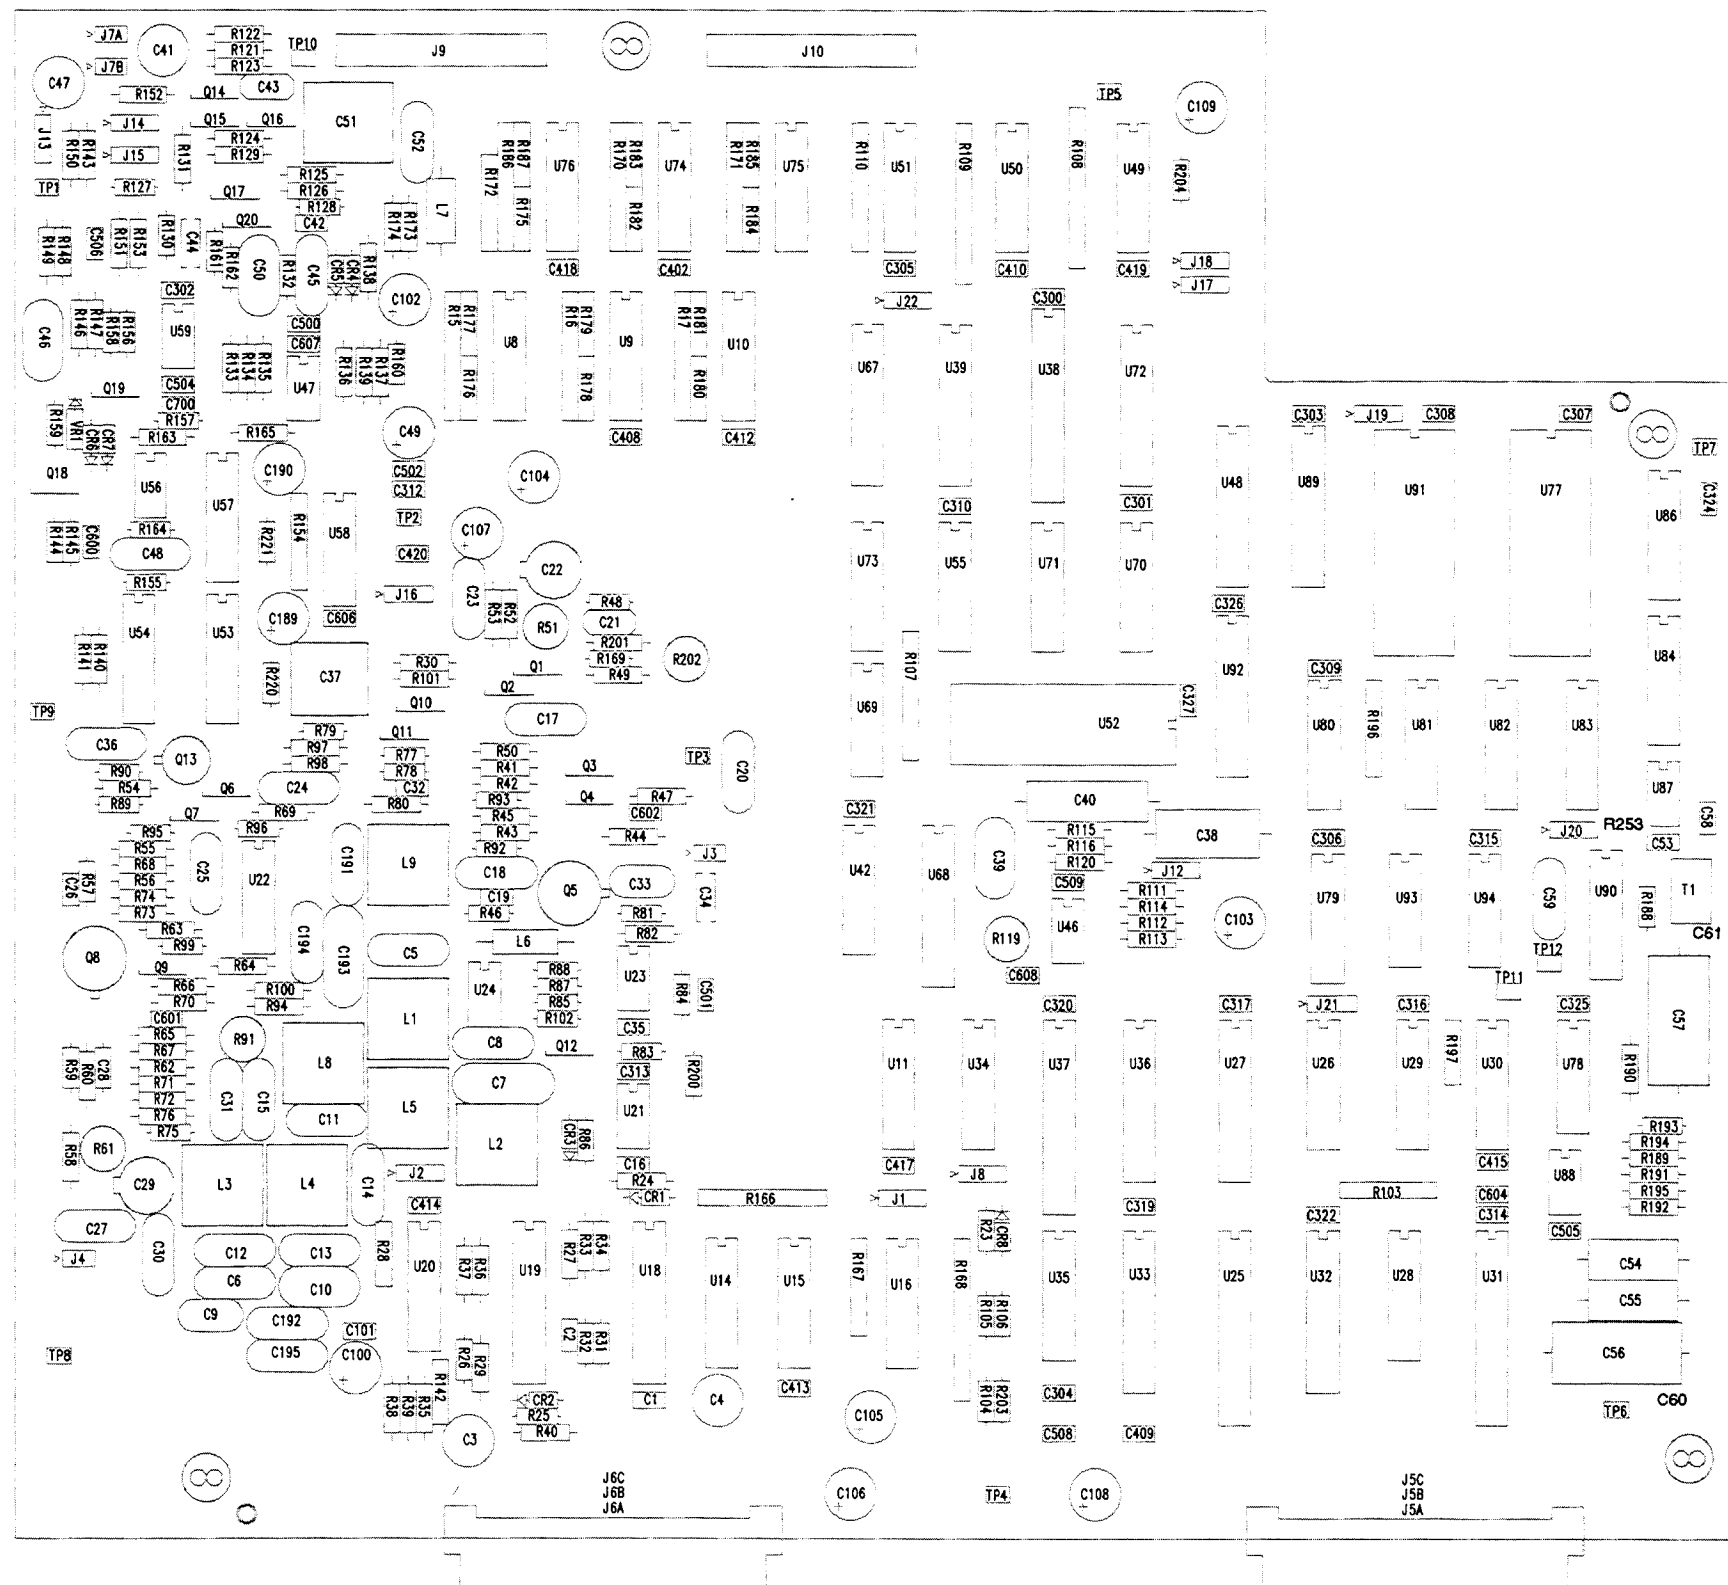 J7A
C41
R122
TP10
J9
J10
R121
J7B
R123
C47
C43
TP5
R152
Q14
C51
C109
J13
J14
Q15
Q16
C52
R150
R143
R124
J15
R131
R129
R125
R186
R187
U76
R170
R183
U74
R171
R185
U75
R110
U51
R109
U50
R108
U49
R204
TP1
R127
Q17
R126
R172
R128
L7
R175
R182
R184
Q20
C42
R174
R173
R149
R148
C506
R151
R153
R130
C44
R161
R162
C50
R132
C45
CR5
CR4
R138
C418
C402
C305
C410
C419
J18
J17
C302
C102
J22
C300
C46
R146
R147
R158
R156
U59
C500
R15
R177
U8
R16
R179
U9
R17
R181
U10
C607
U67
U39
U38
U72
R133
R134
R135
U47
R136
R139
R137
R160
C504
Q19
R176
R178
R180
C700
R157
R159
VR1
CR6
CR7
R163
R165
C49
C408
C412
C303
J19
C308
C307
TP7
Q18
C190
C502
C104
U56
U57
C312
U48
U89
U91
U77
U86
C324
C310
C301
TP2
R144
R145
C600
R164
R221
R154
U58
C107
C48
C420
U73
U55
U71
U70
R155
C22
J16
C23
R53
R52
R48
C326
U54
U53
C189
C606
R51
C21
R201
R141
R140
R30
R169
R202
R107
U92
U84
C37
R101
Q1
R49
C309
R220
Q2
TP9
Q10
C17
U69
U52
C327
U80
R196
U81
U82
U83
R79
Q11
C36
Q13
R97
R77
R50
TP3
C20
R90
R98
R78
R41
Q3
R54
Q6
C24
C32
R42
R89
R80
R93
Q4
R47
C40
U87
Q7
R69
R45
C602
C321
C58
R95
R96
R43
R44
R115
C38
C306
C315
J20
R253
R55
C25
C191
L9
R92
J3
U42
U68
C39
R116
C53
R68
R120
C26
R57
R56
U22
C18
Q5
C33
C34
C509
J12
R74
C19
R111
U79
U93
U94
C59
U90
R188
T1
R73
R46
R81
R114
R63
C194
C193
L6
R82
R119
U46
R112
C103
C61
R99
C5
R113
TP12
Q8
Q9
R64
U24
R88
U23
C608
TP11
R66
R100
R87
R84
C501
R70
R94
L1
R85
C320
C317
J21
C316
C325
C57
C601
R102
C35
R65
R91
L8
C8
Q12
R83
U11
U34
U37
U36
U27
U26
U29
R197
U30
U78
R190
R67
R59
R60
C28
R62
C313
R200
R71
C31
C15
C7
R72
L5
U21
R76
C11
R75
L2
CR3
R86
R193
R58
R61
R194
C16
C417
J8
C415
U88
R189
C29
L3
L4
C14
J2
R24
R191
CR1
R166
J1
R103
C604
R195
C414
C319
C322
C314
R192
C27
R23
CR8
C505
J4
C30
C12
C13
R28
U20
R37
R36
U19
R27
R33
R34
U18
U14
U15
R167
U16
R168
U35
U33
U25
U32
U28
U31
C54
C6
C10
C55
C9
C192
C101
C2
R32
R31
R105
R106
TP8
C195
C100
R26
R29
C56
R142
C413
R38
R39
R35
CR2
C1
C4
R104
R203
C304
C60
R25
C105
TP6
C3
R40
C508
C409
J6C
J6B
J6A
C106
TP4
C108
J5C
J5B
J5A